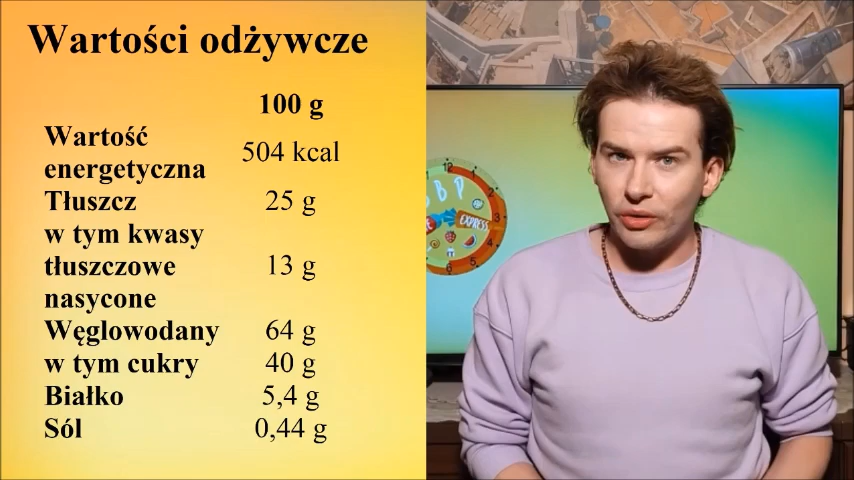 Wartości odżywcze
100 g
Wartość
energetyczna 504 kcal
Tłuszcz 25 g
w tym kwasy
tłuszczowe 13 g
nasycone
Węglowodany 64 g
w tym cukry 40 g
Białko 5,4 g
Sól 0,44 g
EXPRESS